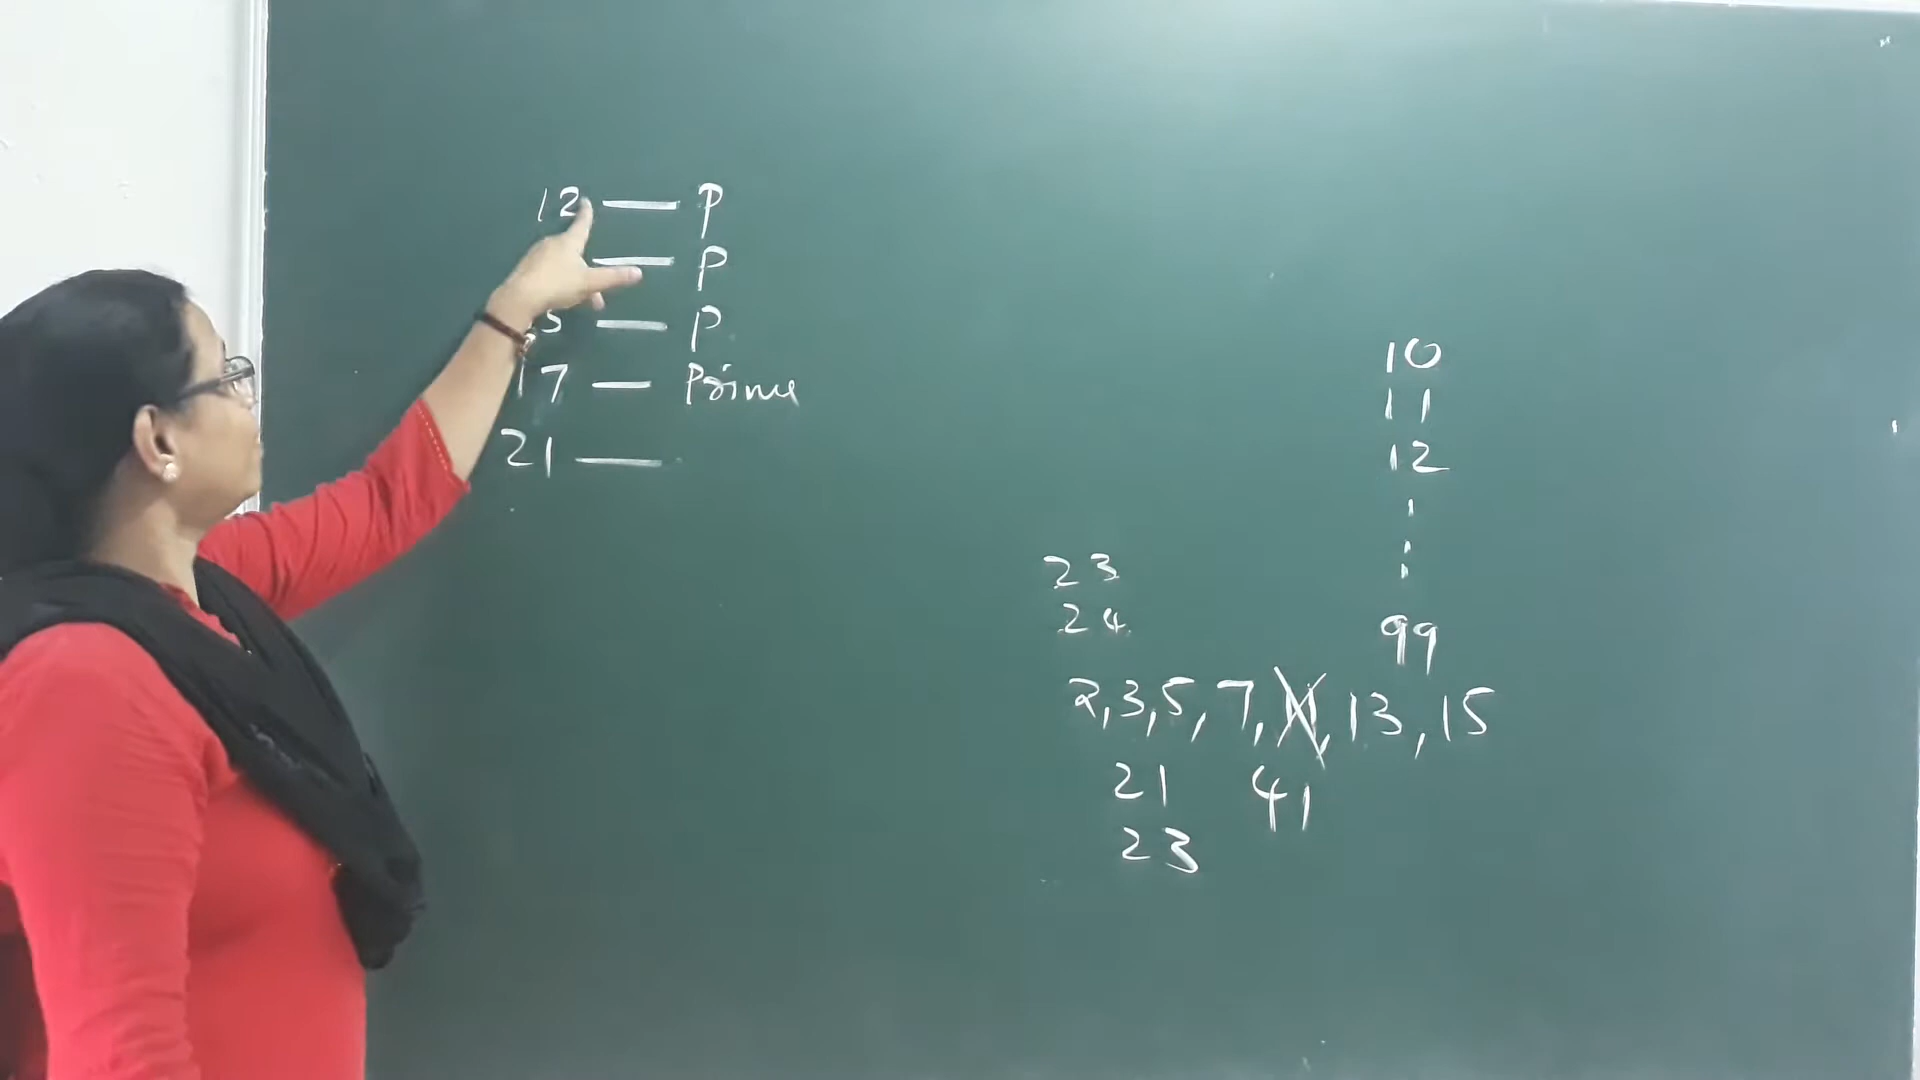 12 — P
— P
5 — P
17 — Prime
21 —
10
11
12
99
23
24
2,3,5,7,11,13,15
21 41
23